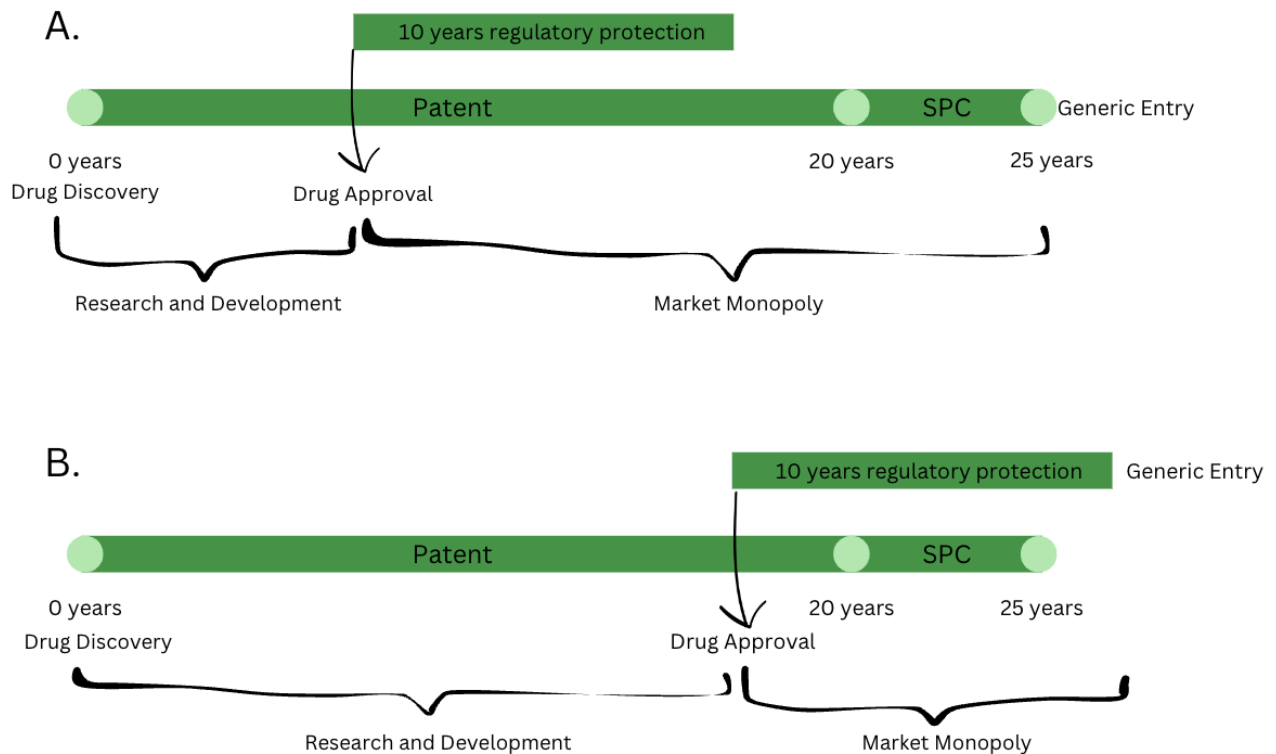 A.
10 years regulatory protection
Patent
SPC
Generic Entry
0 years
20 years
25 years
Drug Discovery
Drug Approval
Research and Development
Market Monopoly
B.
10 years regulatory protection
Generic Entry
Patent
SPC
0 years
20 years
25 years
Drug Discovery
Drug Approval
Research and Development
Market Monopoly